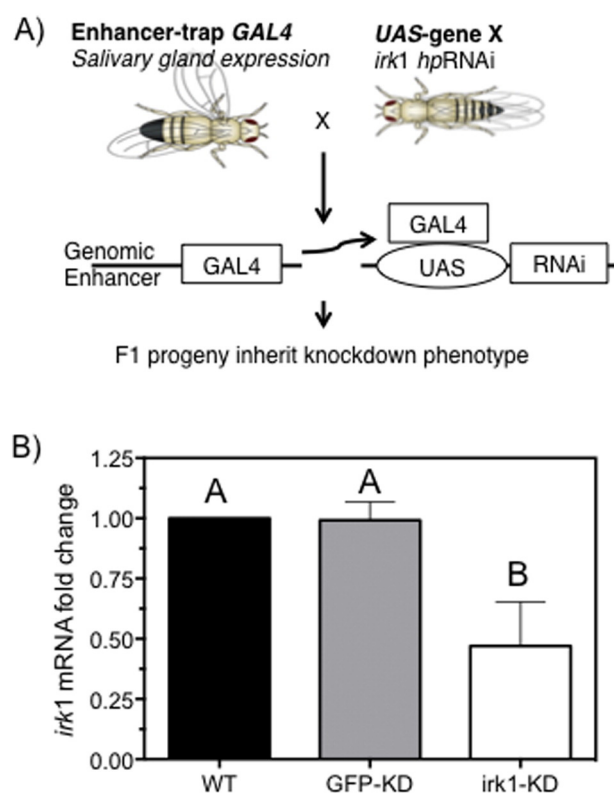 A)
Enhancer-trap GAL4
Salivary gland expression
UAS-gene X
irk1 hpRNAi
X
Genomic
Enhancer
GAL4
GAL4
UAS
RNAi
F1 progeny inherit knockdown phenotype
B)
irk1 mRNA fold change
1.25
1.00
0.75
0.50
0.25
0.00
A
A
B
WT
GFP-KD
irk1-KD